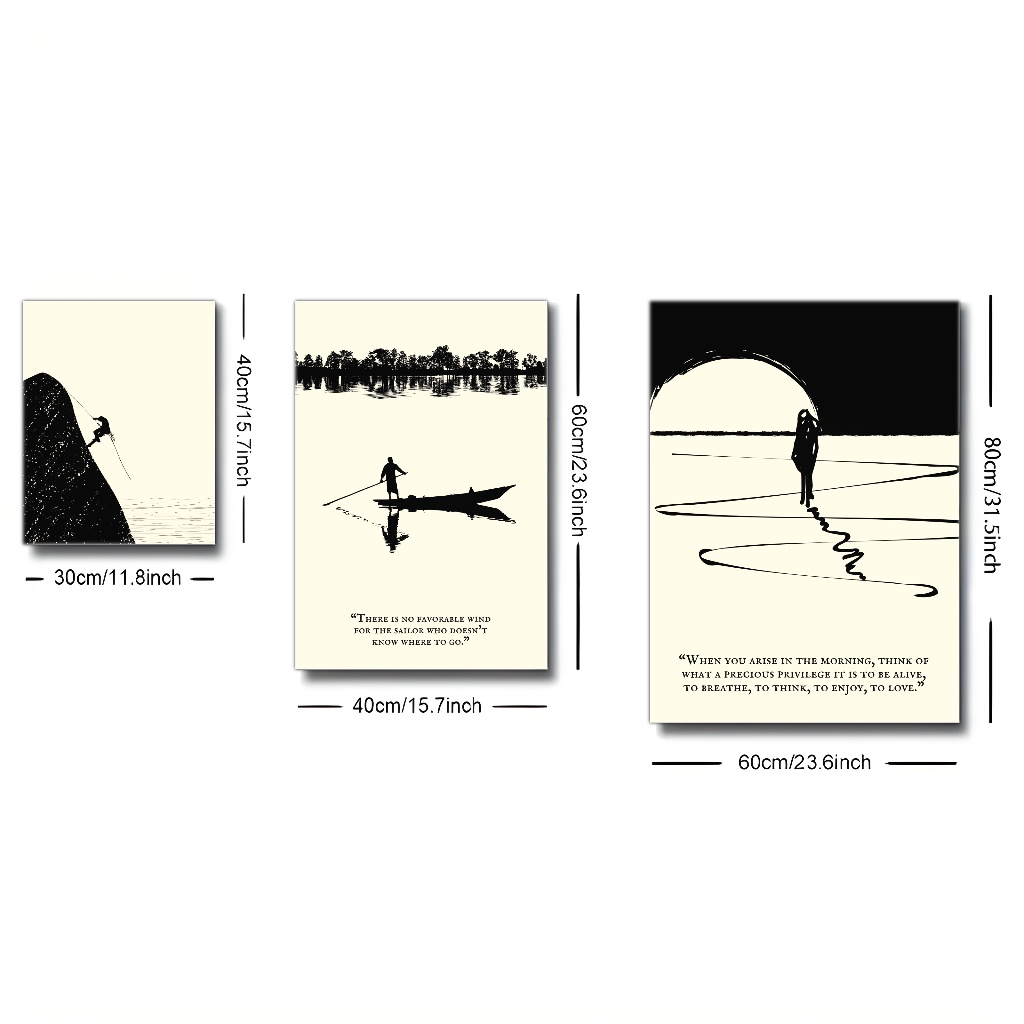 40cm/15.7inch
30cm/11.8inch
“There is no favorable wind
for the sailor who doesn’t
know where to go.”
60cm/23.6inch
40cm/15.7inch
“When you arise in the morning, think of
what a precious privilege it is to be alive,
to breathe, to think, to enjoy, to love.”
80cm/31.5inch
60cm/23.6inch